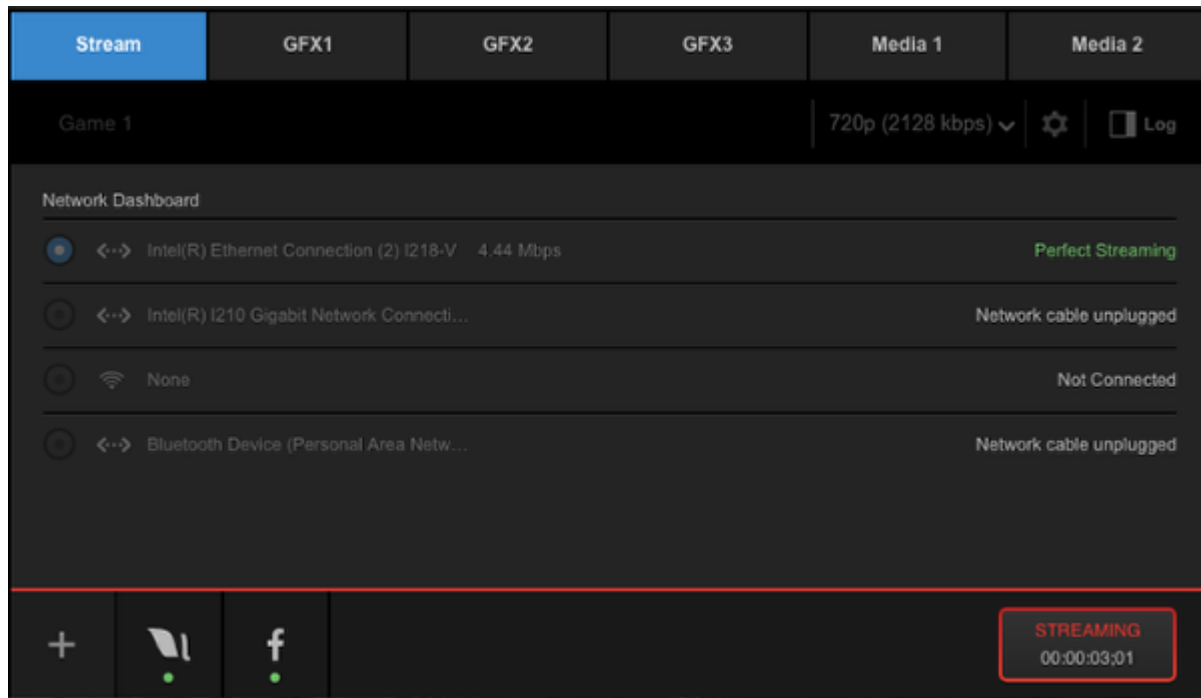 Stream GFX1 GFX2 GFX3 Media 1 Media 2
Game 1 720p (2128 kbps) Log
Network Dashboard
Intel(R) Ethernet Connection (2) I218-V 4.44 Mbps Perfect Streaming
Intel(R) I210 Gigabit Network Connecti... Network cable unplugged
None Not Connected
Bluetooth Device (Personal Area Netw... Network cable unplugged
STREAMING
00:00:03;01